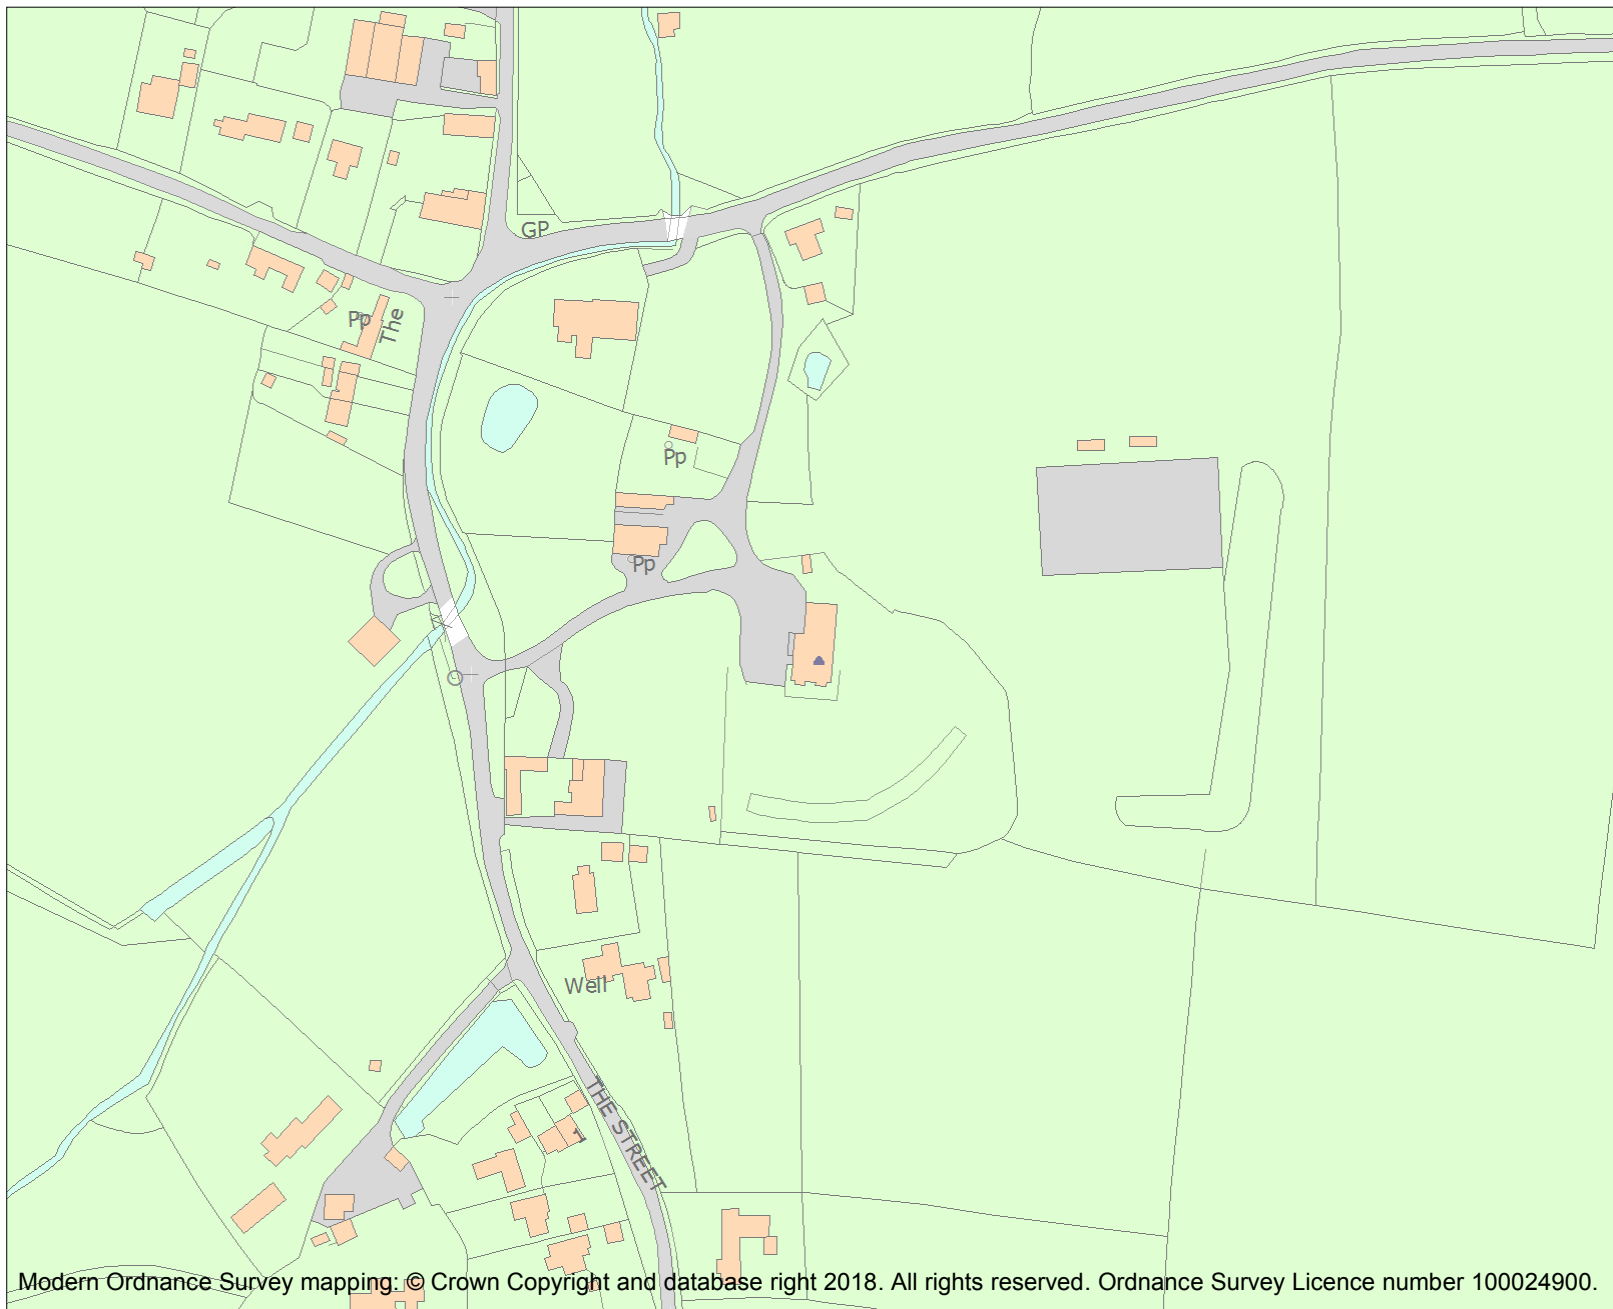 GP
Pp
The
Pp
Pp
Well
THE STREET
1
Modern Ordnance Survey mapping: © Crown Copyright and database right 2018. All rights reserved. Ordnance Survey Licence number 100024900.